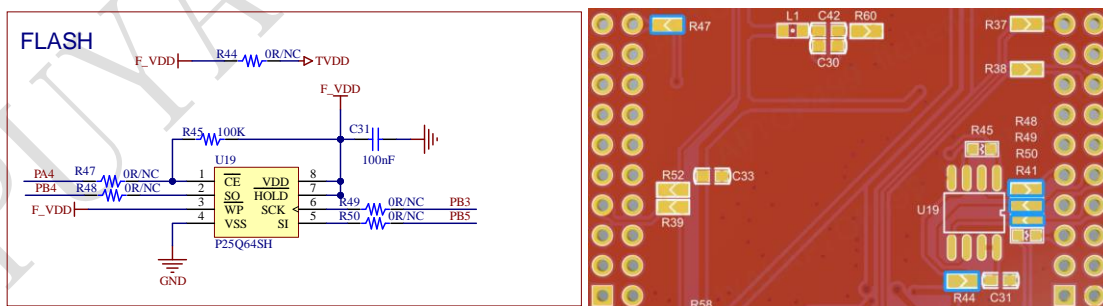 FLASH
R44 0R/NC
F_VDD TVDD
F_VDD
R45 100K
C31
100nF
U19
PA4 R47 0R/NC 1 CE VDD 8
PB4 R48 0R/NC 2 SO HOLD 7
F_VDD 3 WP SCK 6 R49 0R/NC PB3
4 VSS SI 5 R50 0R/NC PB5
P25Q64SH
GND
PUYA
R47
L1 C42 R60
C30
R37
R38
R48
R45 R49
R50
R52 C33
R41
U19
R39
R44 C31
R58